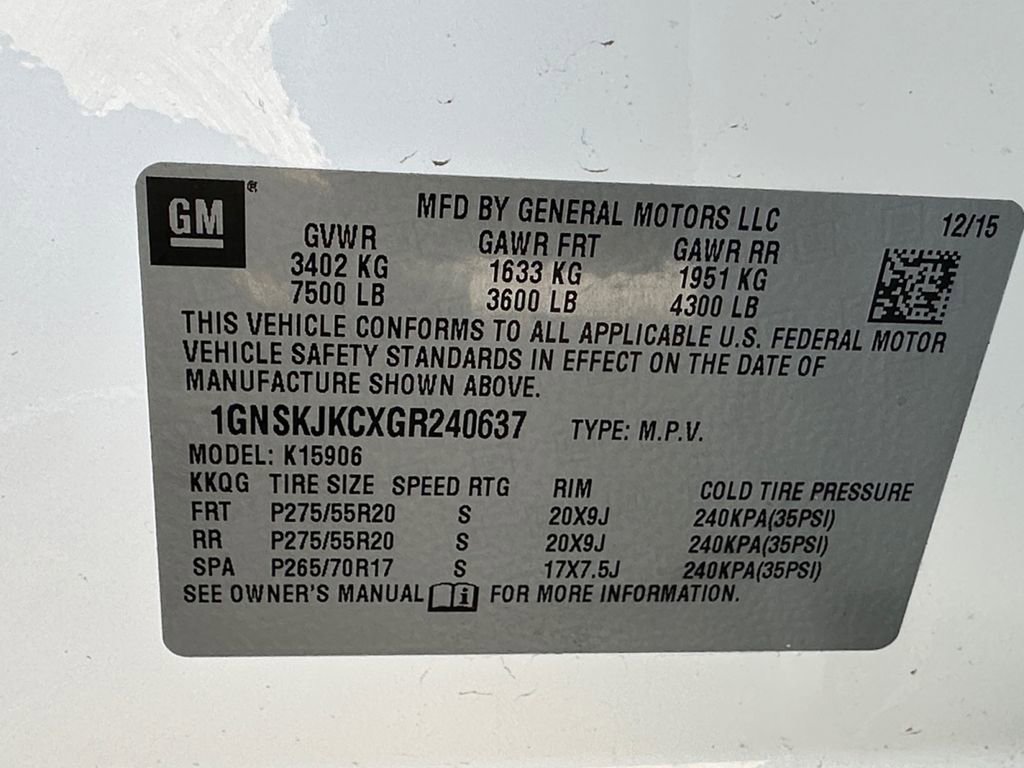 GM ®
MFD BY GENERAL MOTORS LLC 12/15
GVWR GAWR FRT GAWR RR
3402 KG 1633 KG 1951 KG
7500 LB 3600 LB 4300 LB
THIS VEHICLE CONFORMS TO ALL APPLICABLE U.S. FEDERAL MOTOR
VEHICLE SAFETY STANDARDS IN EFFECT ON THE DATE OF
MANUFACTURE SHOWN ABOVE.
1GNSKJKCXGR240637 TYPE: M.P.V.
MODEL: K15906
KKQG TIRE SIZE SPEED RTG RIM COLD TIRE PRESSURE
FRT P275/55R20 S 20X9J 240KPA(35PSI)
RR P275/55R20 S 20X9J 240KPA(35PSI)
SPA P265/70R17 S 17X7.5J 240KPA(35PSI)
SEE OWNER'S MANUAL i FOR MORE INFORMATION.